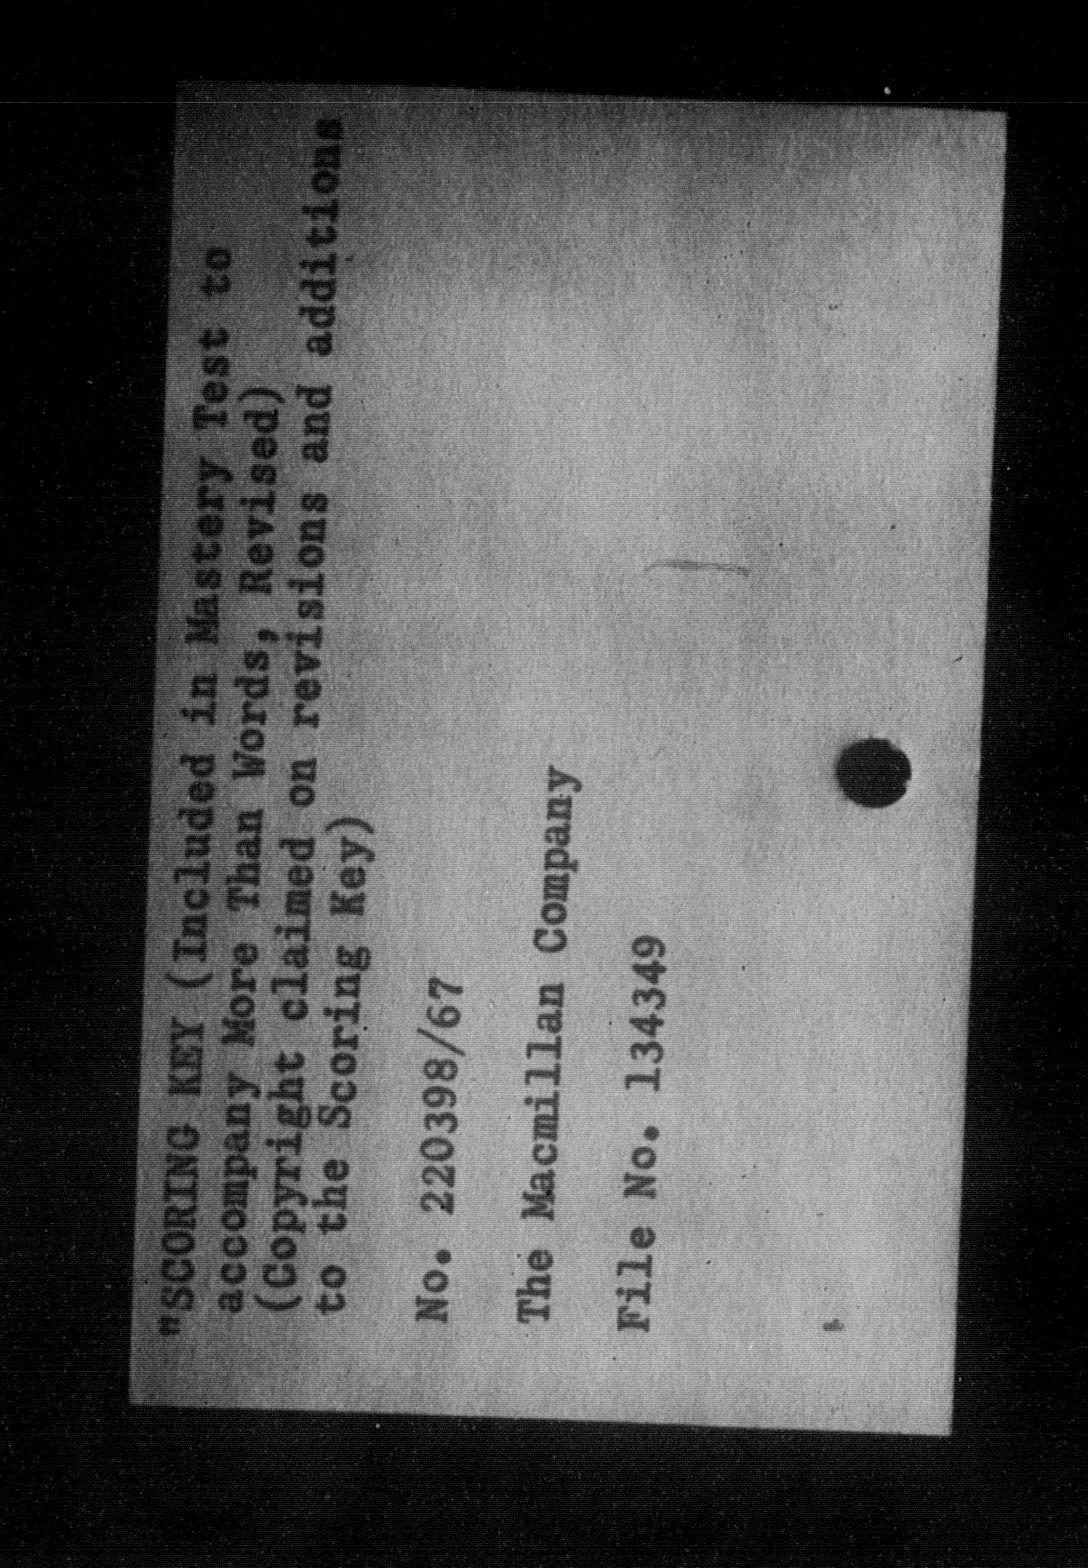 "SCORING KEY (Included in Mastery Test to
accompany More Than Words, Revised)
(Copyright claimed on revisions and additions
to the Scoring Key)
No. 220398/67
The Macmillan Company
File No. 134349